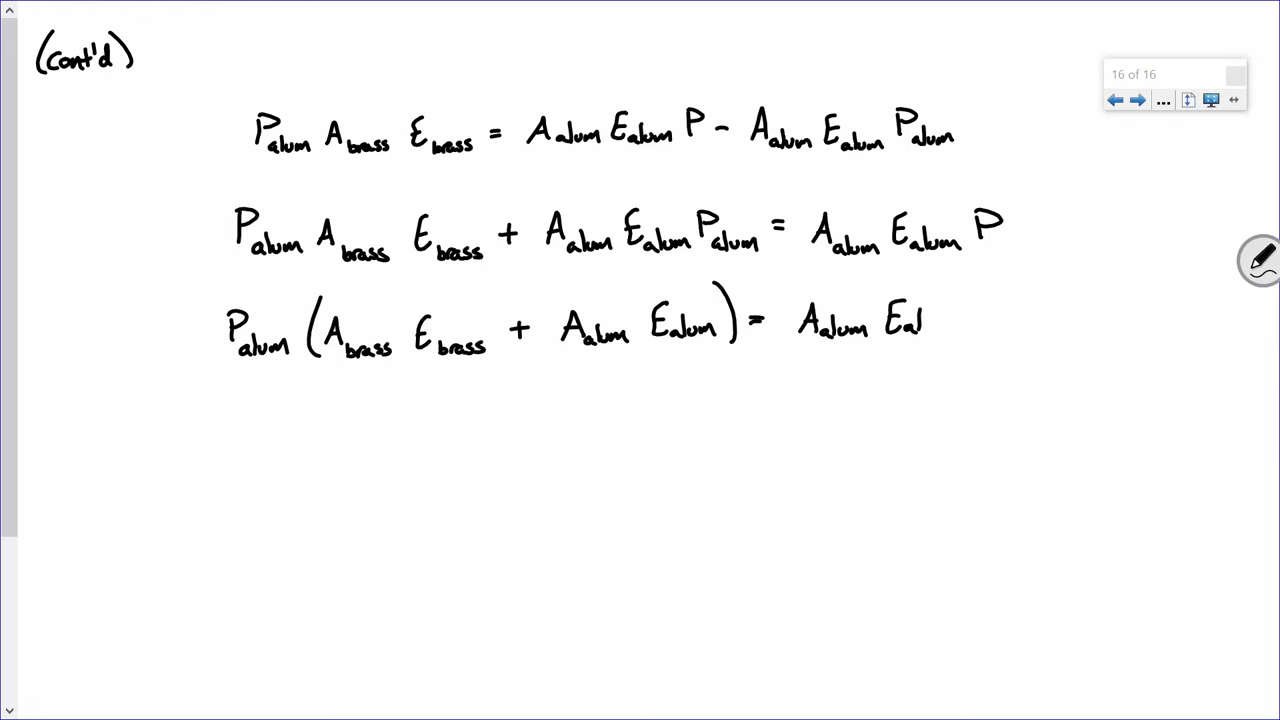 (cont'd)
16 of 16
P_alum A_brass E_brass = A_alum E_alum P - A_alum E_alum P_alum
P_alum A_brass E_brass + A_alum E_alum P_alum = A_alum E_alum P
P_alum (A_brass E_brass + A_alum E_alum) = A_alum E_al